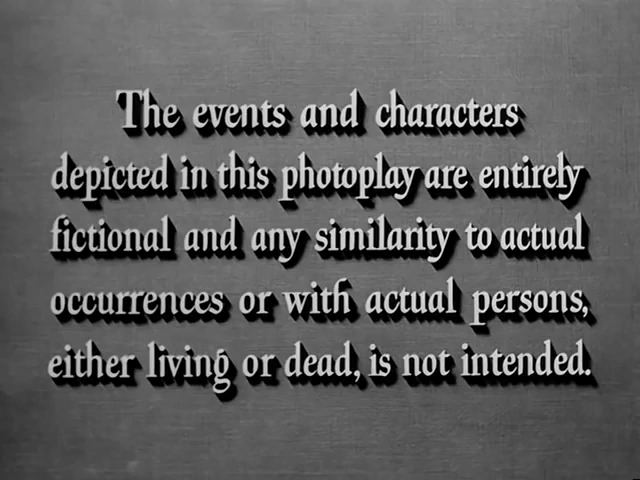 The events and characters
depicted in this photoplay are entirely
fictional and any similarity to actual
occurrences or with actual persons,
either living or dead, is not intended.